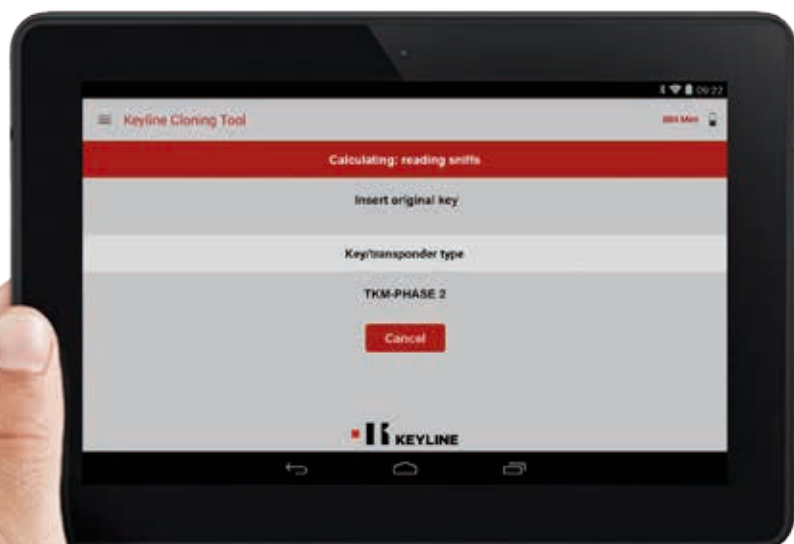 09:22
Keyline Cloning Tool
Calculating: reading sniffs
Insert original key
Key/transponder type
TKM-PHASE 2
Cancel
KEYLINE